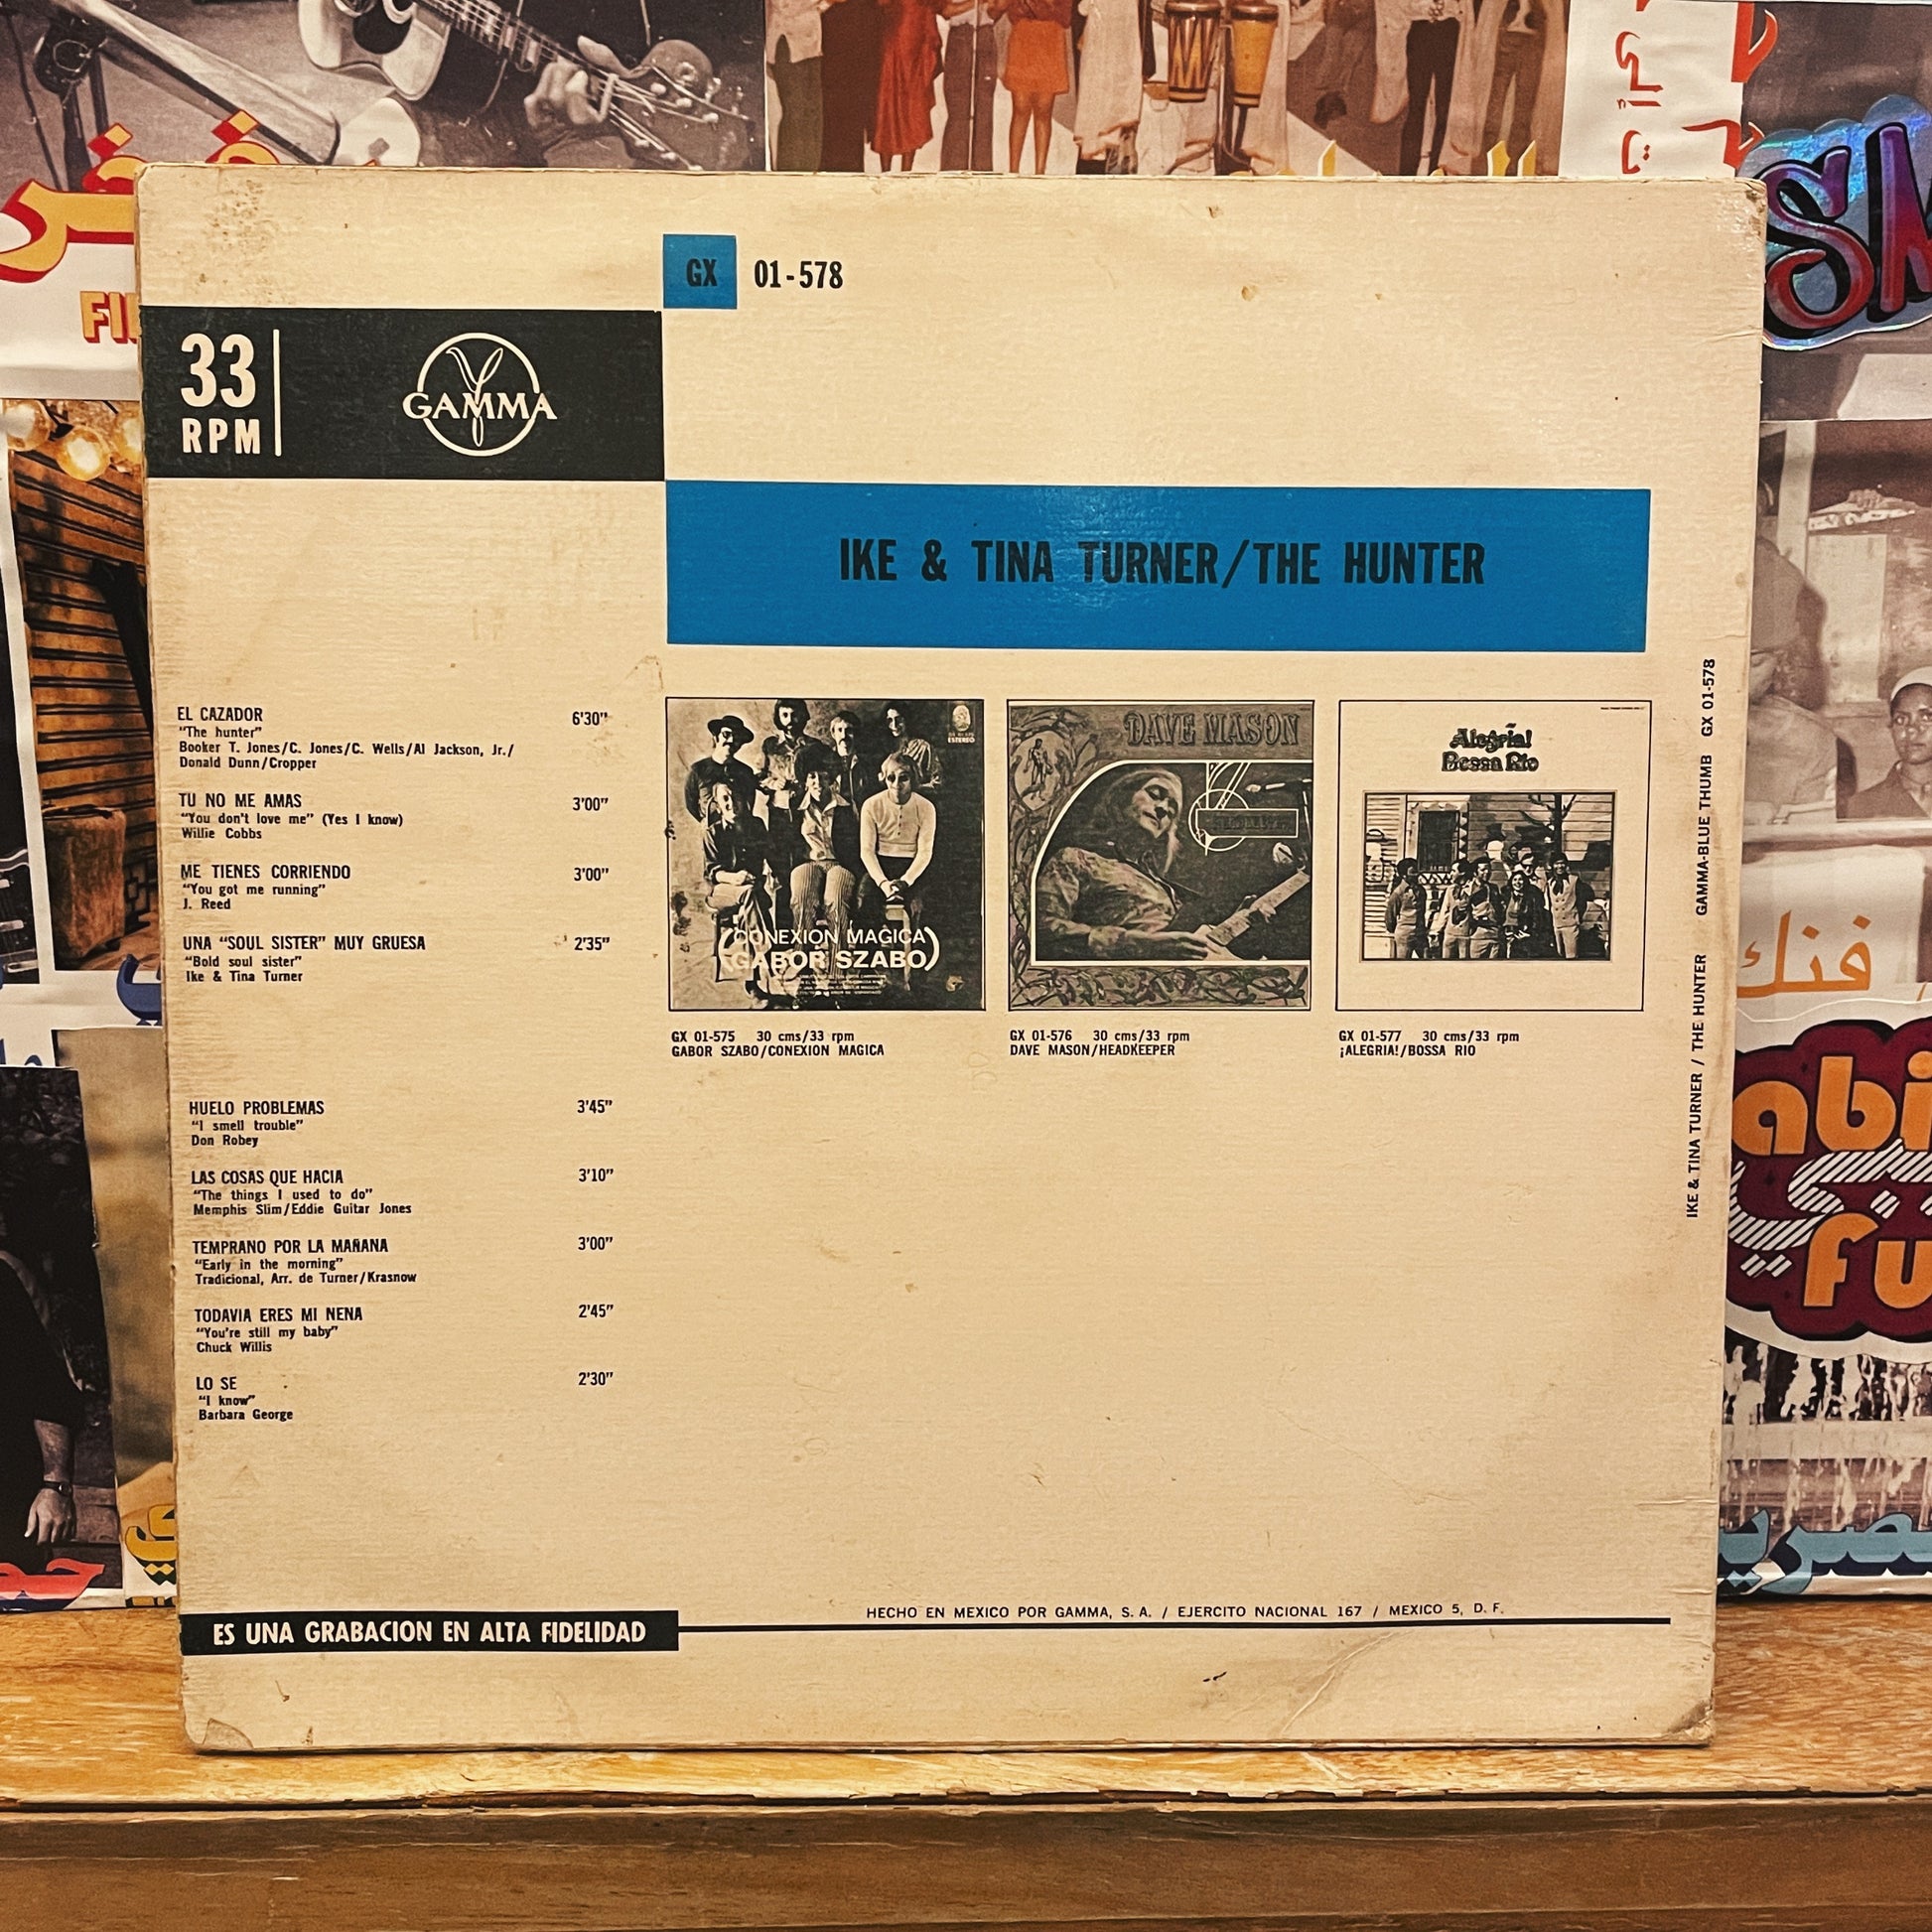 GX 01-578
33
RPM
GAMMA
IKE & TINA TURNER/THE HUNTER
EL CAZADOR 6'30"
"The hunter"
Booker T. Jones/C. Jones/C. Wells/Al Jackson, Jr./
Donald Dunn/Cropper
TU NO ME AMAS 3'00"
"You don't love me" (Yes I know)
Willie Cobbs
ME TIENES CORRIENDO 3'00"
"You got me running"
J. Reed
UNA "SOUL SISTER" MUY GRUESA 2'35"
"Bold soul sister"
Ike & Tina Turner
HUELO PROBLEMAS 3'45"
"I smell trouble"
Don Robey
LAS COSAS QUE HACIA 3'10"
"The things I used to do"
Memphis Slim/Eddie Guitar Jones
TEMPRANO POR LA MAÑANA 3'00"
"Early in the morning"
Tradicional, Arr. de Turner/Krasnow
TODAVIA ERES MI NENA 2'45"
"You're still my baby"
Chuck Willis
LO SE 2'30"
"I know"
Barbara George
ESTEREO
(CONEXION MAGICA)
(GABOR SZABO)
GX 01-575 30 cms/33 rpm
GABOR SZABO/CONEXION MAGICA
DAVE MASON
GX 01-576 30 cms/33 rpm
DAVE MASON/HEADKEEPER
Alegria!
Bossa Rio
GX 01-577 30 cms/33 rpm
¡ALEGRIA!/BOSSA RIO
IKE & TINA TURNER / THE HUNTER GAMMA-BLUE THUMB GX 01-578
ES UNA GRABACION EN ALTA FIDELIDAD
HECHO EN MEXICO POR GAMMA, S. A. / EJERCITO NACIONAL 167 / MEXICO 5, D. F.
فنك